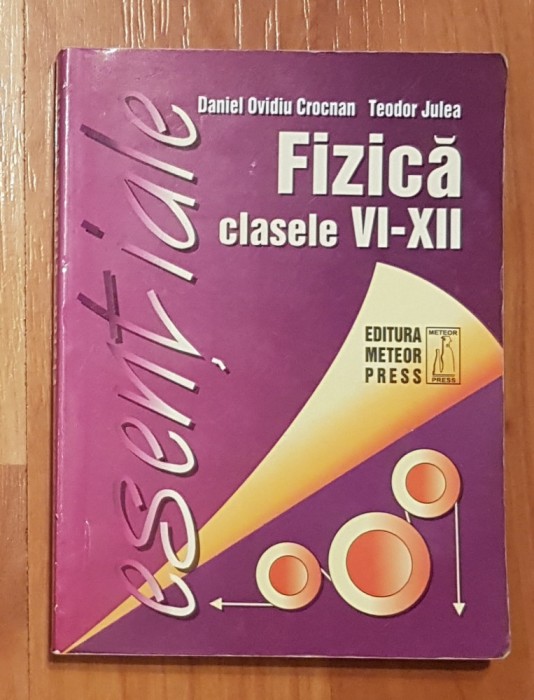 Daniel Ovidiu Crocnan Teodor Julea
Fizică
clasele VI-XII
esențiale
EDITURA
METEOR
PRESS
METEOR
PRESS